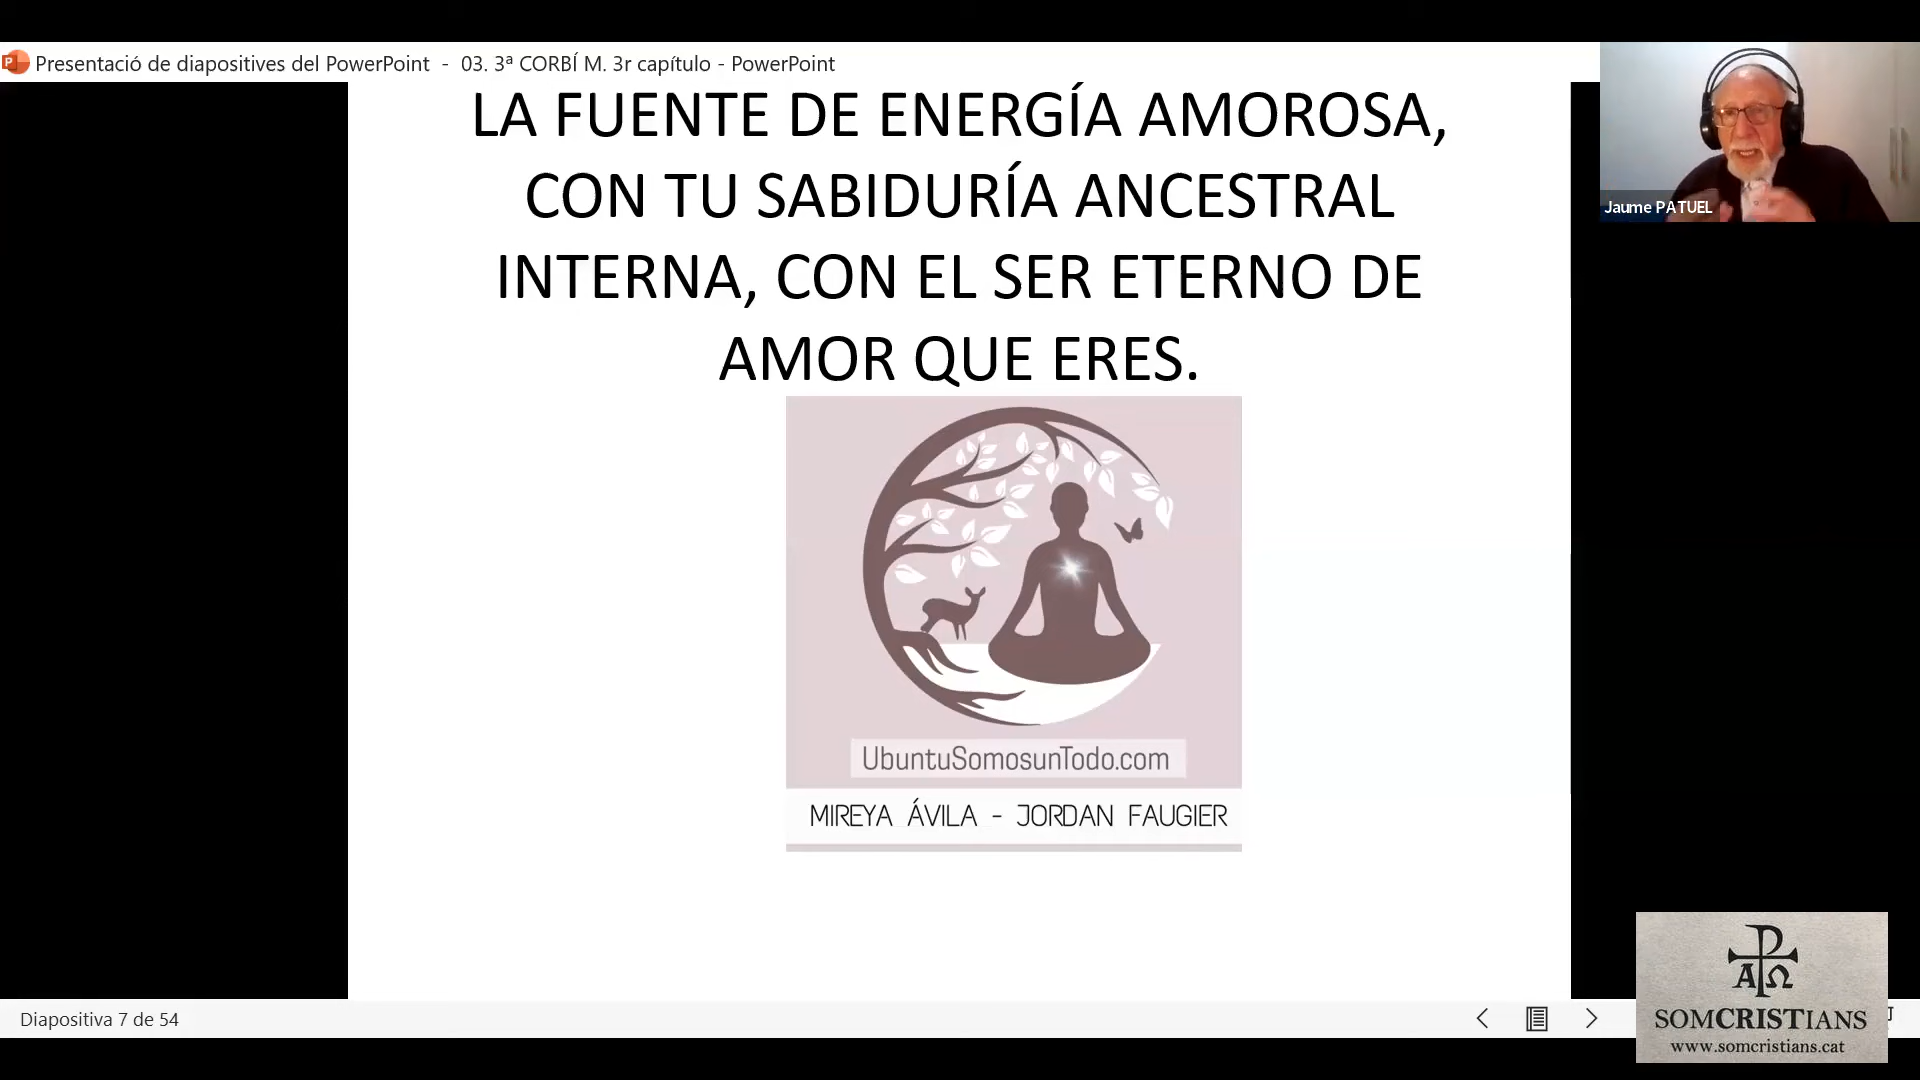 Presentació de diapositives del PowerPoint - 03. 3ª CORBÍ M. 3r capítulo - PowerPoint
LA FUENTE DE ENERGÍA AMOROSA,
CON TU SABIDURÍA ANCESTRAL
INTERNA, CON EL SER ETERNO DE
AMOR QUE ERES.
Jaume PATUEL
UbuntuSomosunTodo.com
MIREYA ÁVILA - JORDAN FAUGIER
Diapositiva 7 de 54
SOMCRISTIANS
www.somcristians.cat